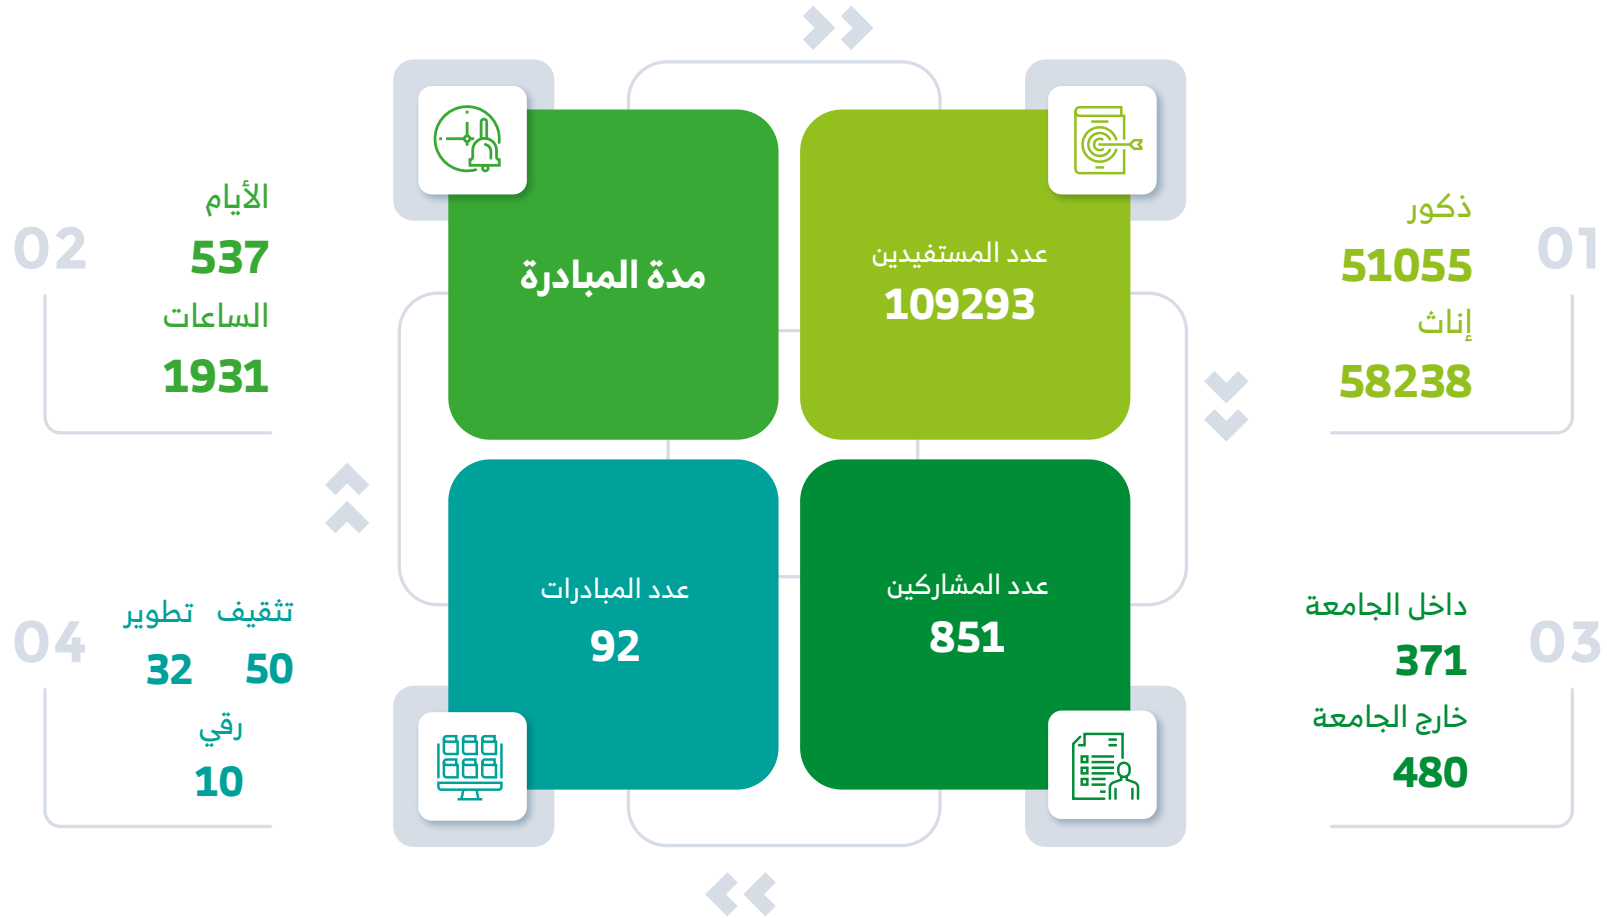 01
ذكور
51055
إناث
58238
عدد المستفيدين
109293
مدة المبادرة
02
الأيام
537
الساعات
1931
03
داخل الجامعة
371
خارج الجامعة
480
عدد المشاركين
851
عدد المبادرات
92
04
تثقيف تطوير
50 32
رقي
10